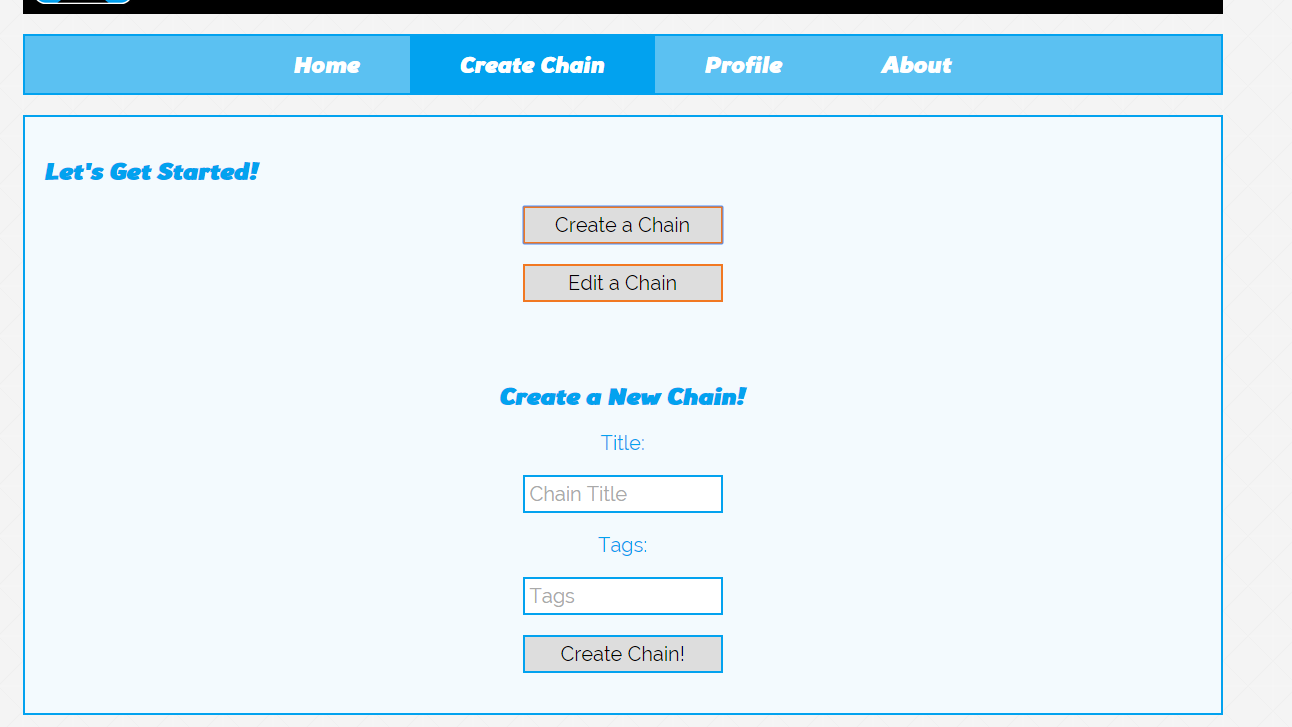 Home Create Chain Profile About
Let's Get Started!
Create a Chain
Edit a Chain
Create a New Chain!
Title:
Chain Title
Tags:
Tags
Create Chain!